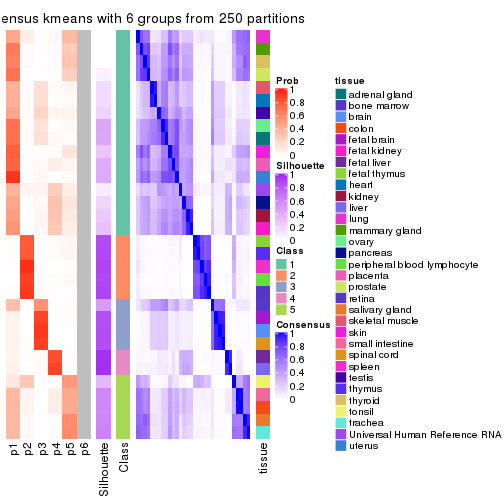 ensus kmeans with 6 groups from 250 partitions
Prob
1
0.8
0.6
0.4
0.2
0
Silhouette
1
0.8
0.6
0.4
0.2
0
Class
1
2
3
4
5
Consensus
1
0.8
0.6
0.4
0.2
0
tissue
adrenal gland
bone marrow
brain
colon
fetal brain
fetal kidney
fetal liver
fetal thymus
heart
kidney
liver
lung
mammary gland
ovary
pancreas
peripheral blood lymphocyte
placenta
prostate
retina
salivary gland
skeletal muscle
skin
small intestine
spinal cord
spleen
testis
thymus
thyroid
tonsil
trachea
Universal Human Reference RNA
uterus
p1
p2
p3
p4
p5
p6
Silhouette
Class
tissue